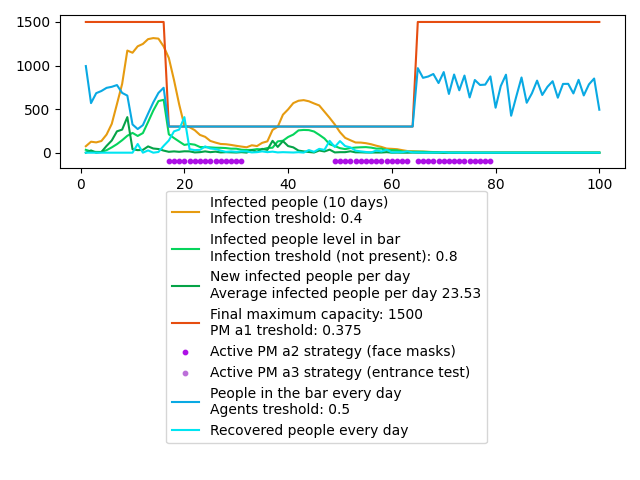 1500
1000
500
0
0
20
40
60
80
100
Infected people (10 days)
Infection treshold: 0.4
Infected people level in bar
Infection treshold (not present): 0.8
New infected people per day
Average infected people per day 23.53
Final maximum capacity: 1500
PM a1 treshold: 0.375
Active PM a2 strategy (face masks)
Active PM a3 strategy (entrance test)
People in the bar every day
Agents treshold: 0.5
Recovered people every day